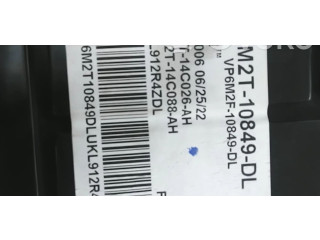 6M2T-10849-DL
VP6M2F-10849-DL
006 06/25/22
T-14C026-AH
2T-14C088-AH
L912R4ZDL
6M2T10849DLUKL912R4